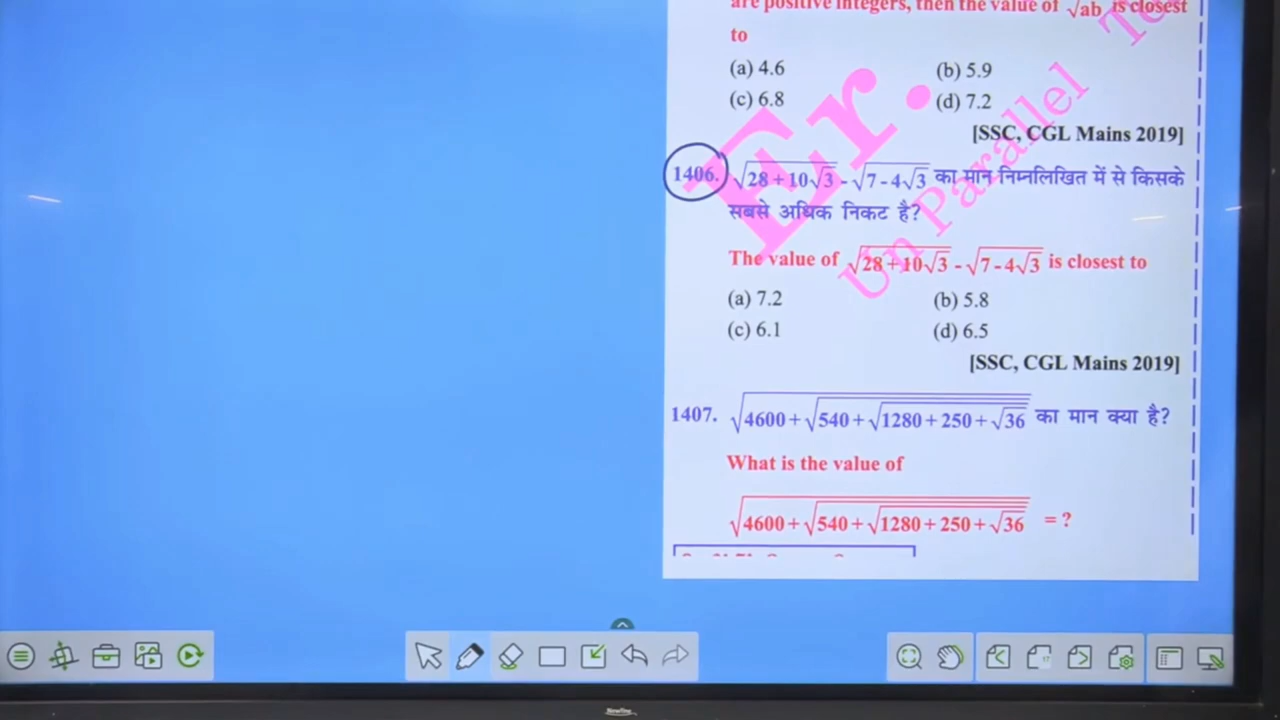 are positive integers, then the value of √ab is closest
to
(a) 4.6 (b) 5.9
(c) 6.8 (d) 7.2
[SSC, CGL Mains 2019]
1406. √28+10√3 - √7-4√3 का मान निम्नलिखित में से किसके
सबसे अधिक निकट है?
The value of √28+10√3 - √7-4√3 is closest to
(a) 7.2 (b) 5.8
(c) 6.1 (d) 6.5
[SSC, CGL Mains 2019]
1407. √4600+√540+√1280+250+√36 का मान क्या है?
What is the value of
√4600+√540+√1280+250+√36 = ?
Er.
Un Parallel
17
NewTing